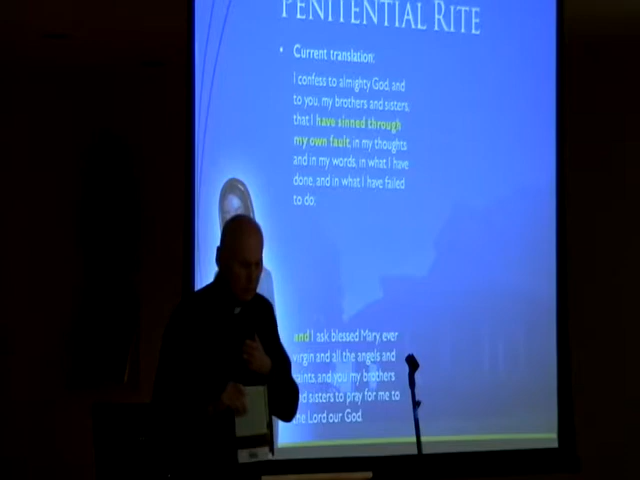 PENITENTIAL RITE
• Current translation:
I confess to almighty God, and
to you, my brothers and sisters,
that I have sinned through
my own fault, in my thoughts
and in my words, in what I have
done, and in what I have failed
to do;
and I ask blessed Mary, ever
virgin and all the angels and
saints, and you my brothers
and sisters to pray for me to
the Lord our God.